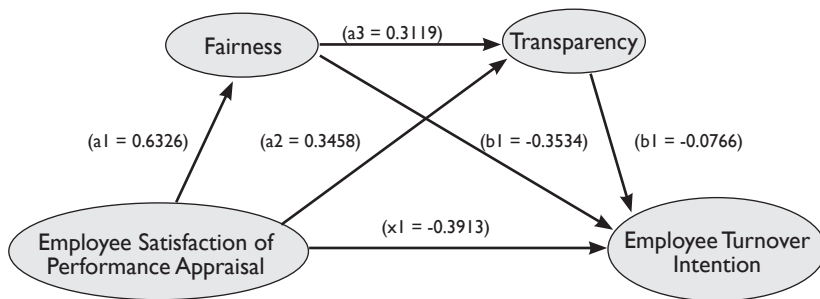 Fairness
(a3 = 0.3119)
Transparency
(a1 = 0.6326)
(a2 = 0.3458)
(b1 = -0.3534)
(b1 = -0.0766)
Employee Satisfaction of
Performance Appraisal
(x1 = -0.3913)
Employee Turnover
Intention